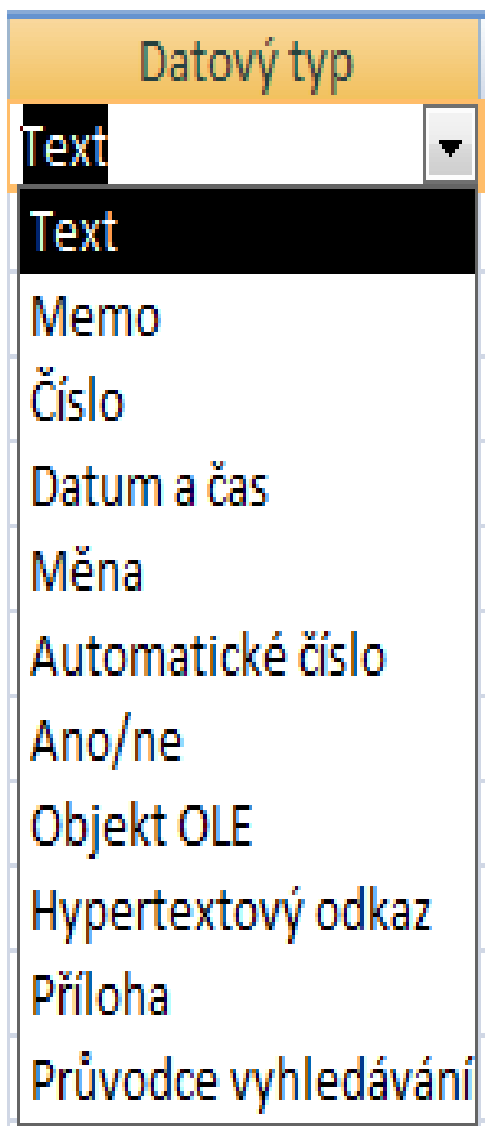 Datový typ
Text
Text
Memo
Číslo
Datum a čas
Měna
Automatické číslo
Ano/ne
Objekt OLE
Hypertextový odkaz
Příloha
Průvodce vyhledávání